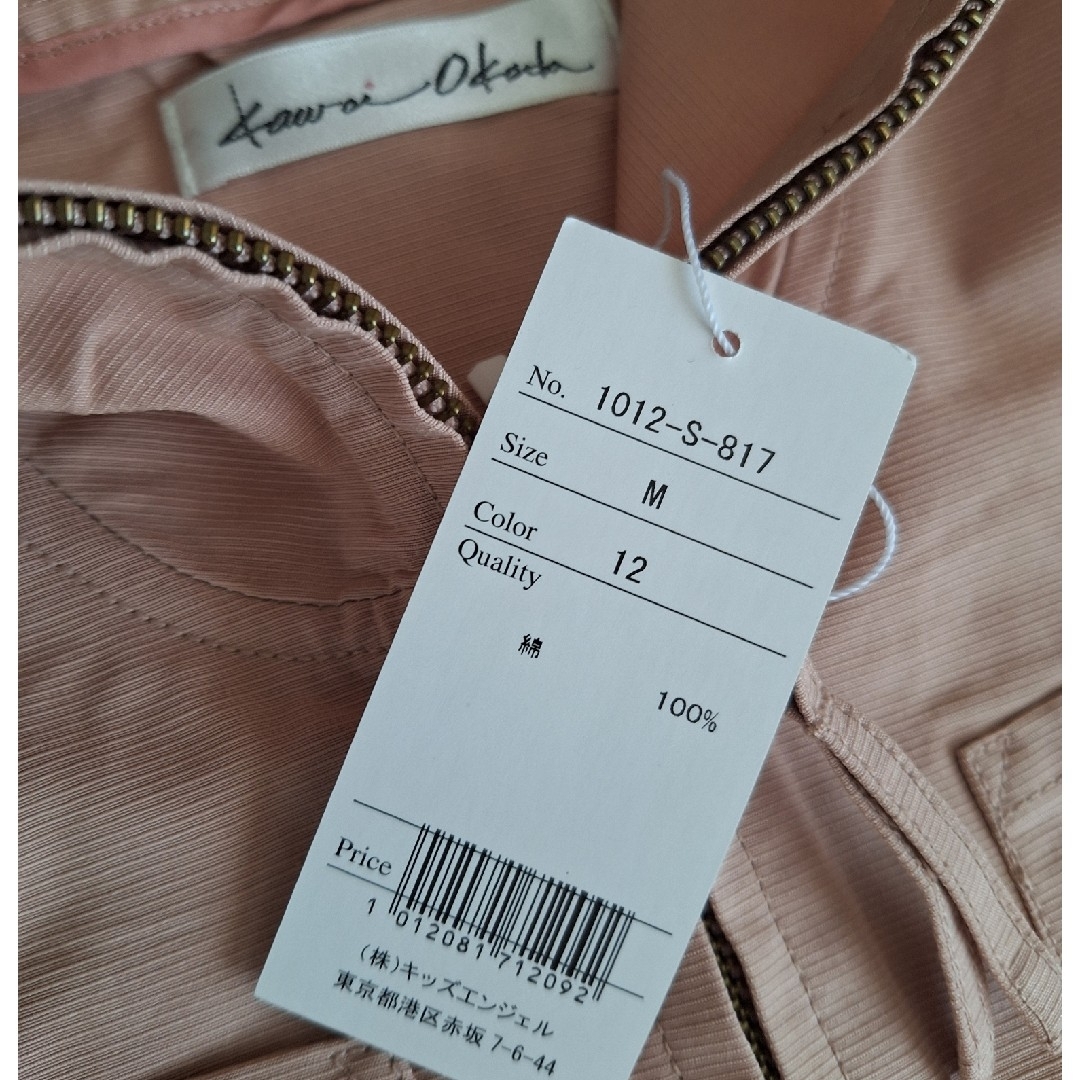 Kawai Okada
No. 1012-S-817
Size M
Color 12
Quality
綿
100%
Price
1 012081 712092
(株)キッズエンジェル
東京都港区赤坂 7-6-44